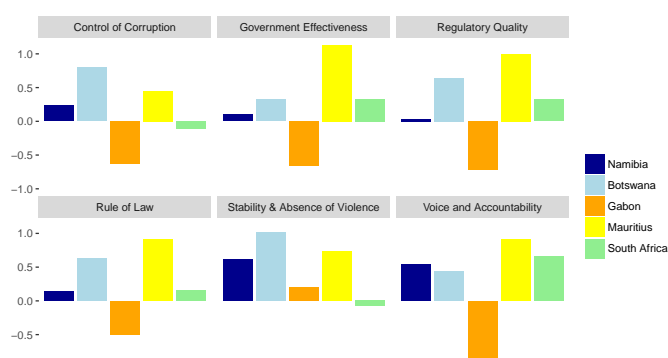 Control of Corruption
Government Effectiveness
Regulatory Quality
1.0
0.5
0.0
−0.5
−1.0
Rule of Law
Stability & Absence of Violence
Voice and Accountability
1.0
0.5
0.0
−0.5
Namibia
Botswana
Gabon
Mauritius
South Africa